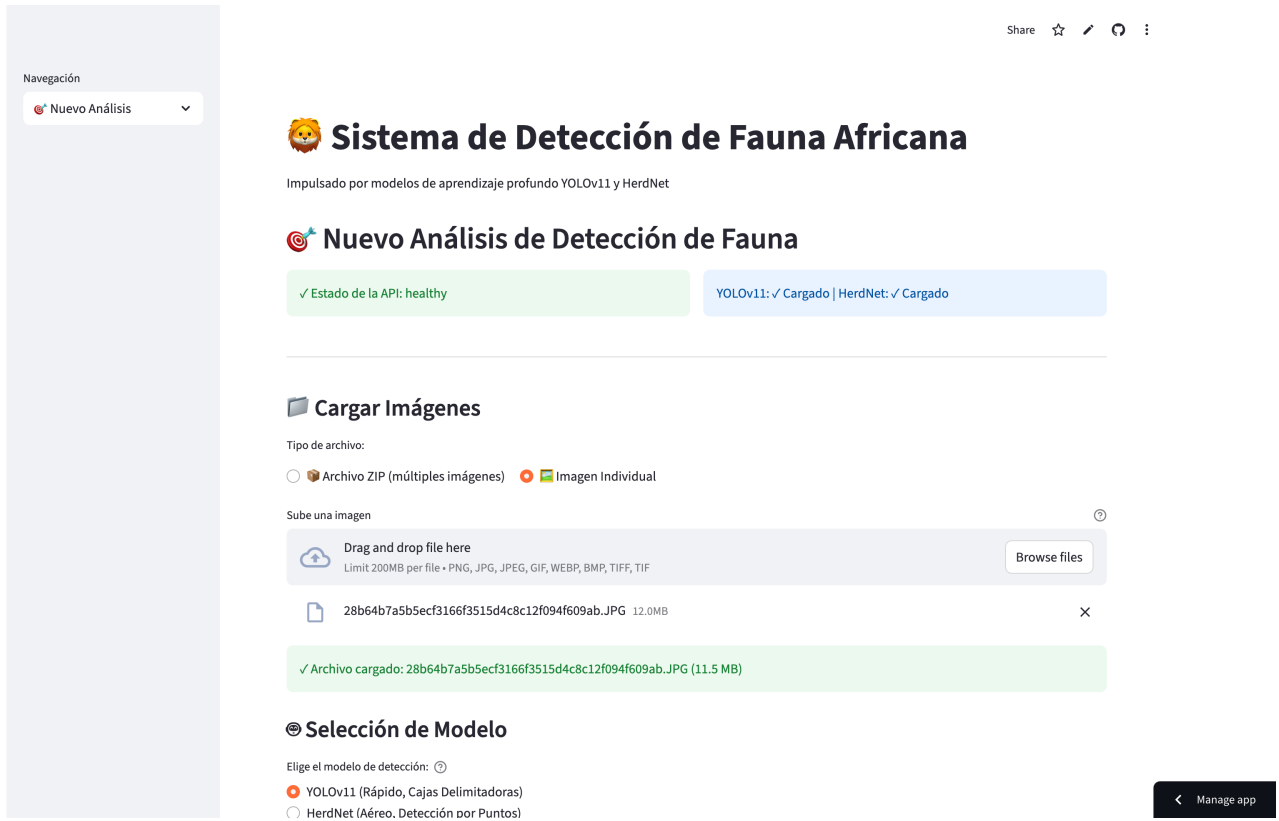 Share
Navegación
🎯 Nuevo Análisis
🦁 Sistema de Detección de Fauna Africana
Impulsado por modelos de aprendizaje profundo YOLOv11 y HerdNet
🎯 Nuevo Análisis de Detección de Fauna
✓ Estado de la API: healthy
YOLOv11: ✓ Cargado | HerdNet: ✓ Cargado
📁 Cargar Imágenes
Tipo de archivo:
📦 Archivo ZIP (múltiples imágenes)
🖼️ Imagen Individual
Sube una imagen
Drag and drop file here
Limit 200MB per file • PNG, JPG, JPEG, GIF, WEBP, BMP, TIFF, TIF
Browse files
28b64b7a5b5ecf3166f3515d4c8c12f094f609ab.JPG 12.0MB
✓ Archivo cargado: 28b64b7a5b5ecf3166f3515d4c8c12f094f609ab.JPG (11.5 MB)
Selección de Modelo
Elige el modelo de detección:
YOLOv11 (Rápido, Cajas Delimitadoras)
HerdNet (Aéreo, Detección por Puntos)
Manage app